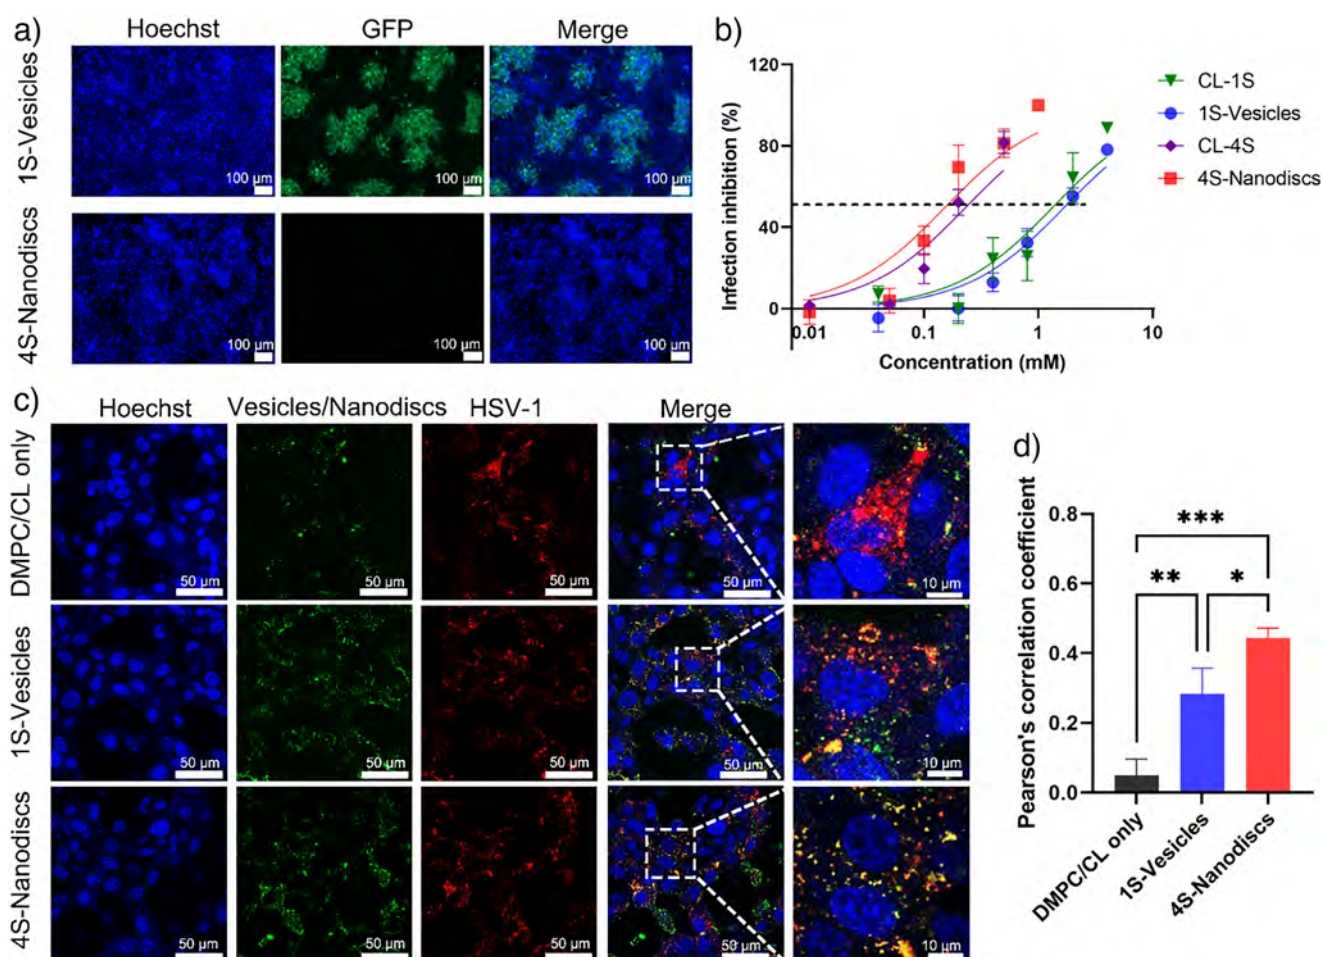 a)
Hoechst GFP Merge
1S-Vesicles
100 µm 100 µm 100 µm
4S-Nanodiscs
100 µm 100 µm 100 µm
b)
Infection inhibition (%)
120
80
40
0
0.01 0.1 1 10
Concentration (mM)
CL-1S
1S-Vesicles
CL-4S
4S-Nanodiscs
c)
Hoechst Vesicles/Nanodiscs HSV-1 Merge
DMPC/CL only
50 µm 50 µm 50 µm 50 µm 10 µm
1S-Vesicles
50 µm 50 µm 50 µm 50 µm 10 µm
4S-Nanodiscs
50 µm 50 µm 50 µm 50 µm 10 µm
d)
Pearson's correlation coefficient
0.8
0.6
0.4
0.2
0.0
***
** *
DMPC/CL only
1S-Vesicles
4S-Nanodiscs